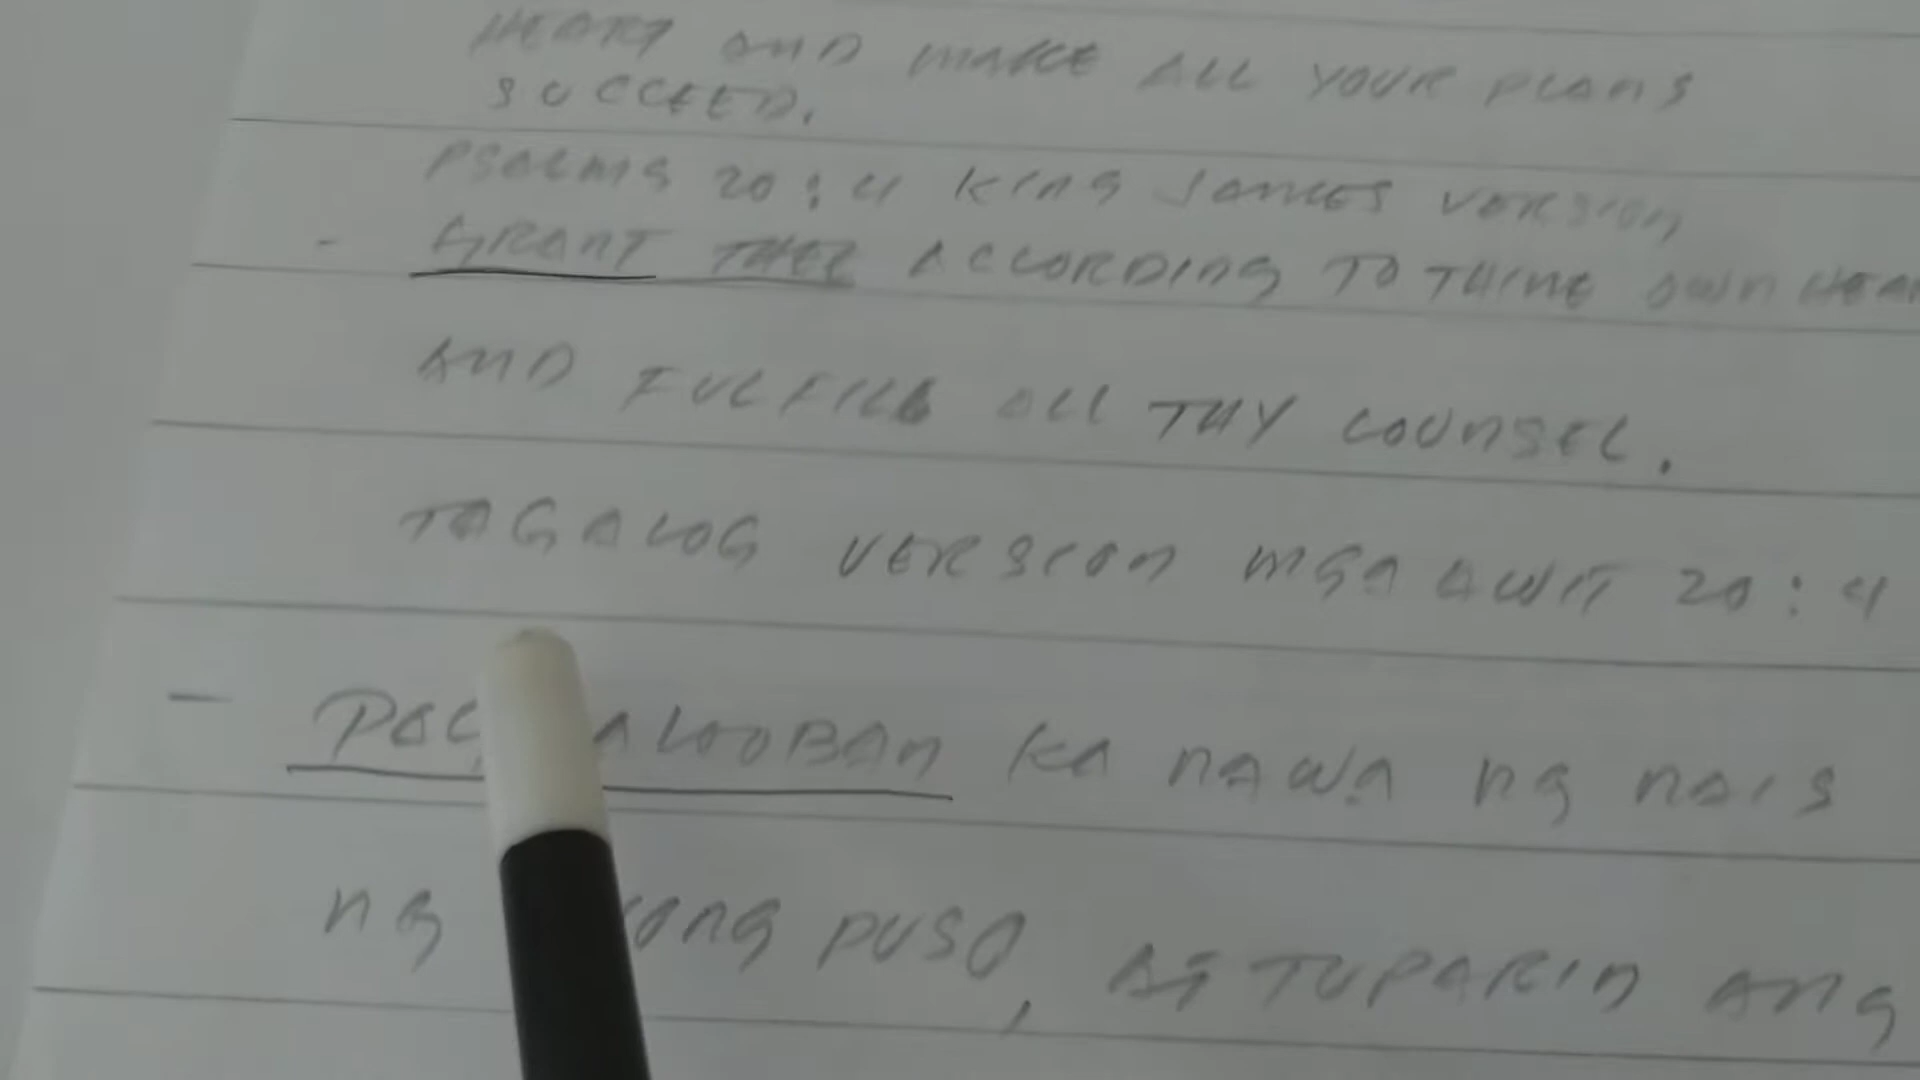 HEART AND MAKE ALL YOUR PLANS
SUCCEED.
PSALMS 20:4 KING JAMES VERSION
- GRANT THEE ACCORDING TO THINE OWN
AND FULFILL ALL THY COUNSEL.
TAGALOG VERSION MGA AWIT 20:4
- KA NAWA NG NAIS
NG PUSO, AT TUPARIN ANG